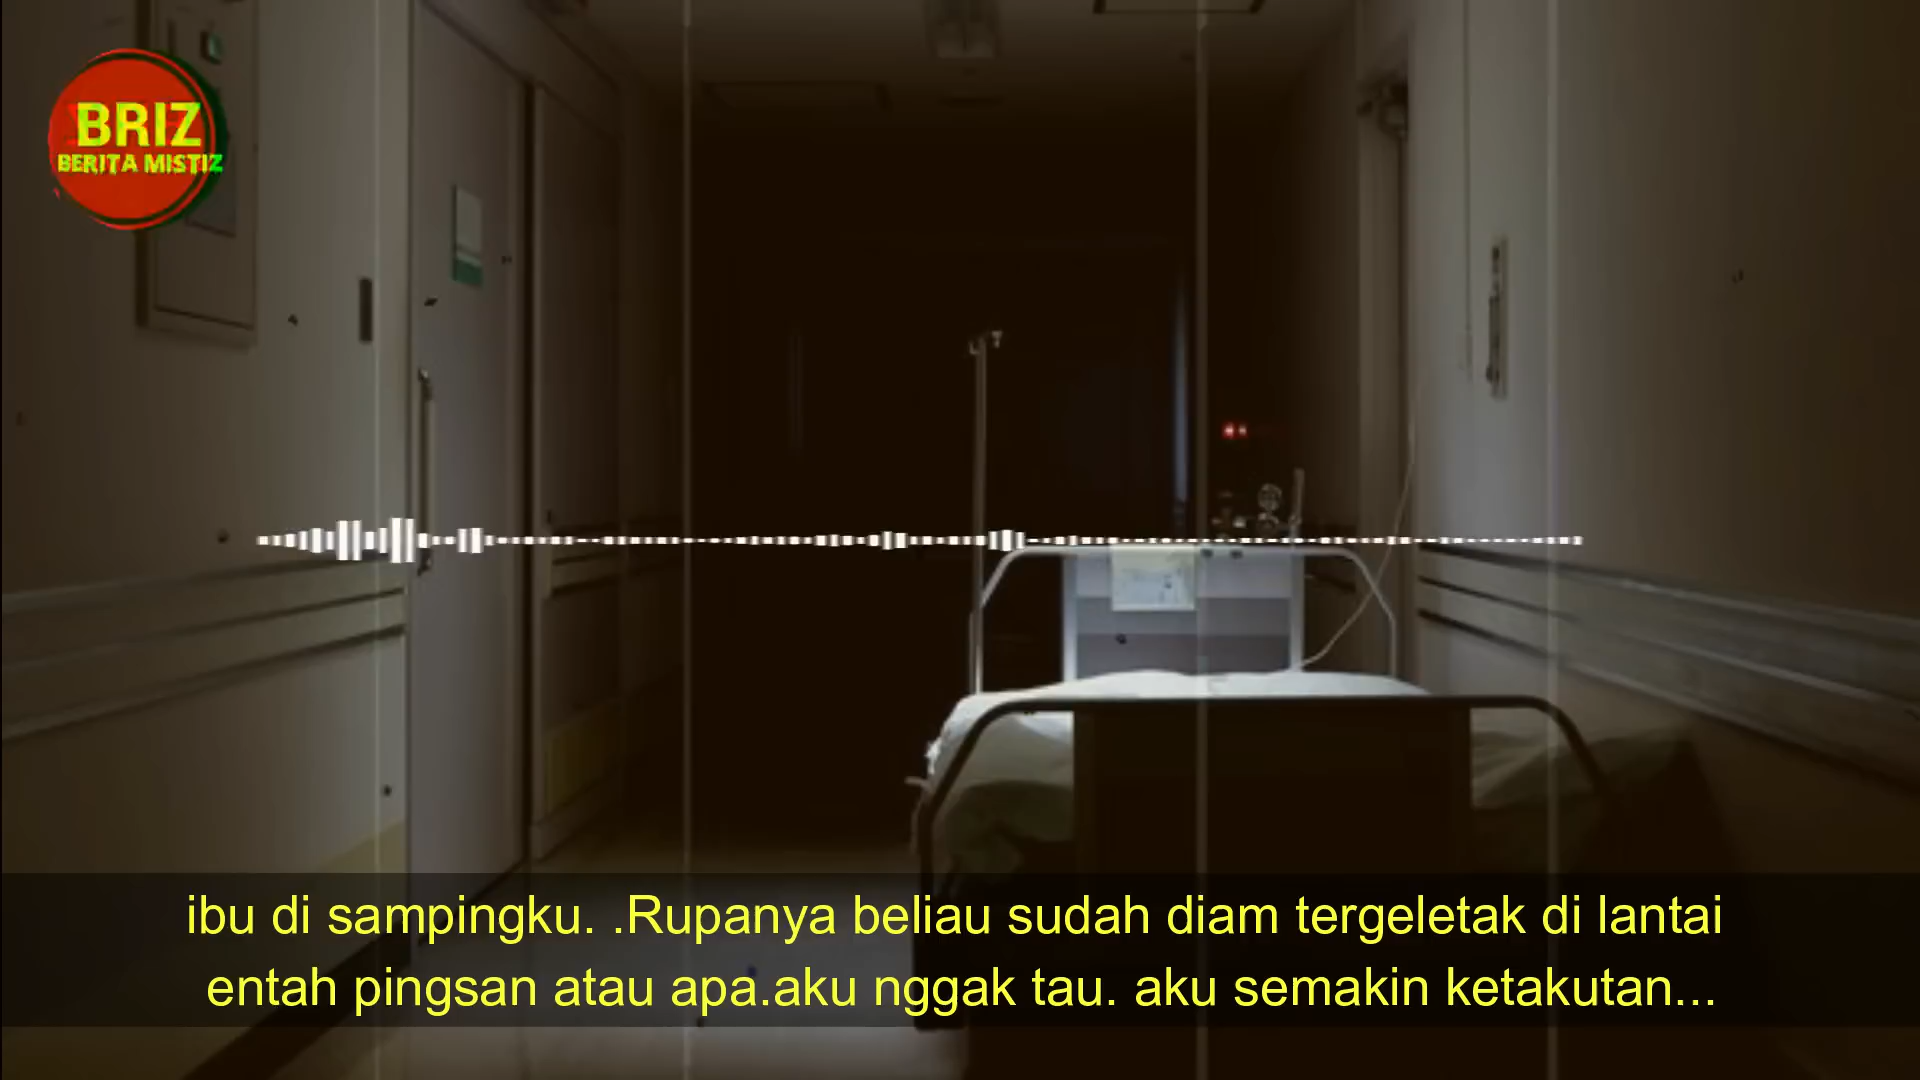 BRIZ
BERITA MISTIZ
ibu di sampingku. .Rupanya beliau sudah diam tergeletak di lantai
entah pingsan atau apa.aku nggak tau. aku semakin ketakutan...